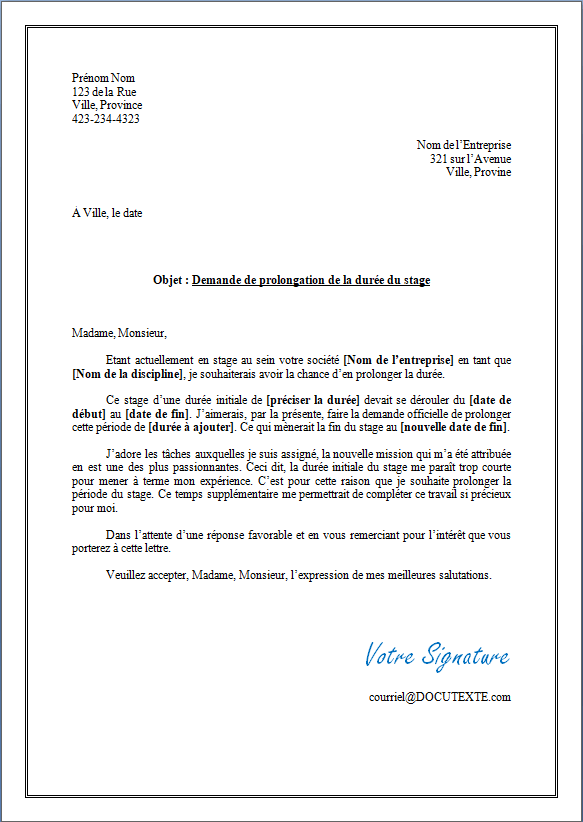 Prénom Nom
123 de la Rue
Ville, Province
423-234-4323
Nom de l’Entreprise
321 sur l’Avenue
Ville, Provine
À Ville, le date
Objet : Demande de prolongation de la durée du stage
Madame, Monsieur,
Etant actuellement en stage au sein votre société [Nom de l’entreprise] en tant que
[Nom de la discipline], je souhaiterais avoir la chance d’en prolonger la durée.
Ce stage d’une durée initiale de [préciser la durée] devait se dérouler du [date de
début] au [date de fin]. J’aimerais, par la présente, faire la demande officielle de prolonger
cette période de [durée à ajouter]. Ce qui mènerait la fin du stage au [nouvelle date de fin].
J’adore les tâches auxquelles je suis assigné, la nouvelle mission qui m’a été attribuée
en est une des plus passionnantes. Ceci dit, la durée initiale du stage me paraît trop courte
pour mener à terme mon expérience. C’est pour cette raison que je souhaite prolonger la
période du stage. Ce temps supplémentaire me permettrait de compléter ce travail si précieux
pour moi.
Dans l’attente d’une réponse favorable et en vous remerciant pour l’intérêt que vous
porterez à cette lettre.
Veuillez accepter, Madame, Monsieur, l’expression de mes meilleures salutations.
Votre Signature
courriel@DOCUTEXTE.com